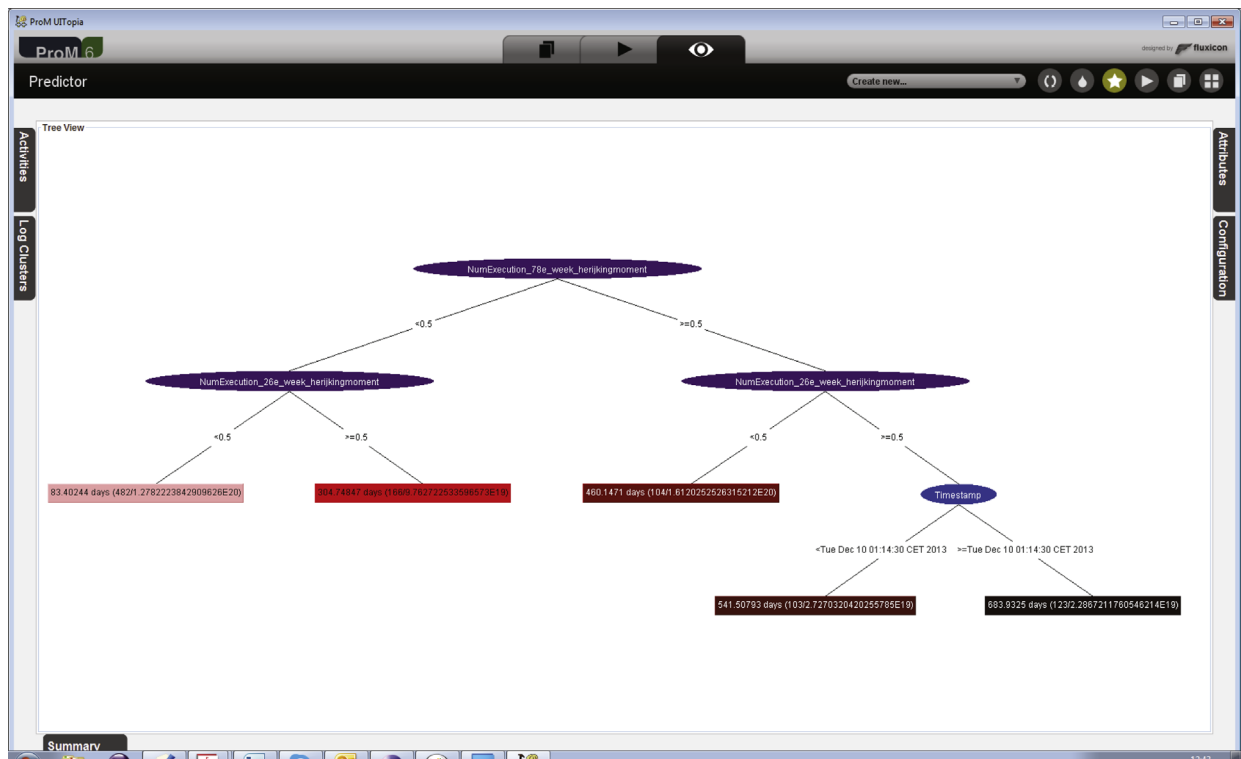 ProM UITopia
ProM 6
designed by fluxicon
Predictor
Create new...
Tree View
Activities
Log Clusters
Attributes
Configuration
NumExecution_78e_week_herijkingmoment
<0.5
>=0.5
NumExecution_26e_week_herijkingmoment
NumExecution_26e_week_herijkingmoment
<0.5
>=0.5
<0.5
>=0.5
83.40244 days (482/1.2782223842909626E20)
304.74847 days
460.1471 days (104/1.6120252526315212E20)
Timestamp
<Tue Dec 10 01:14:30 CET 2013
>=Tue Dec 10 01:14:30 CET 2013
541.50793 days (103/2.7270320420255785E19)
683.9325 days (123/2.2867211760546214E19)
Summary